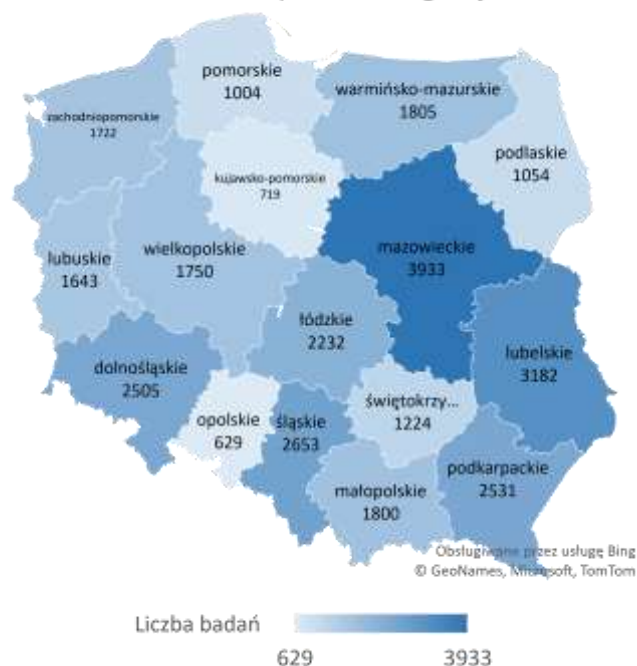 pomorskie
1004
warmińsko-mazurskie
1805
zachodniopomorskie
1722
podlaskie
1054
kujawsko-pomorskie
719
mazowieckie
3933
wielkopolskie
1750
lubuskie
1643
łódzkie
2232
lubelskie
3182
dolnośląskie
2505
opolskie
629
śląskie
2653
świętokrzy...
1224
podkarpackie
2531
małopolskie
1800
Obsługiwane przez usługę Bing
© GeoNames, Microsoft, TomTom
Liczba badań
629
3933